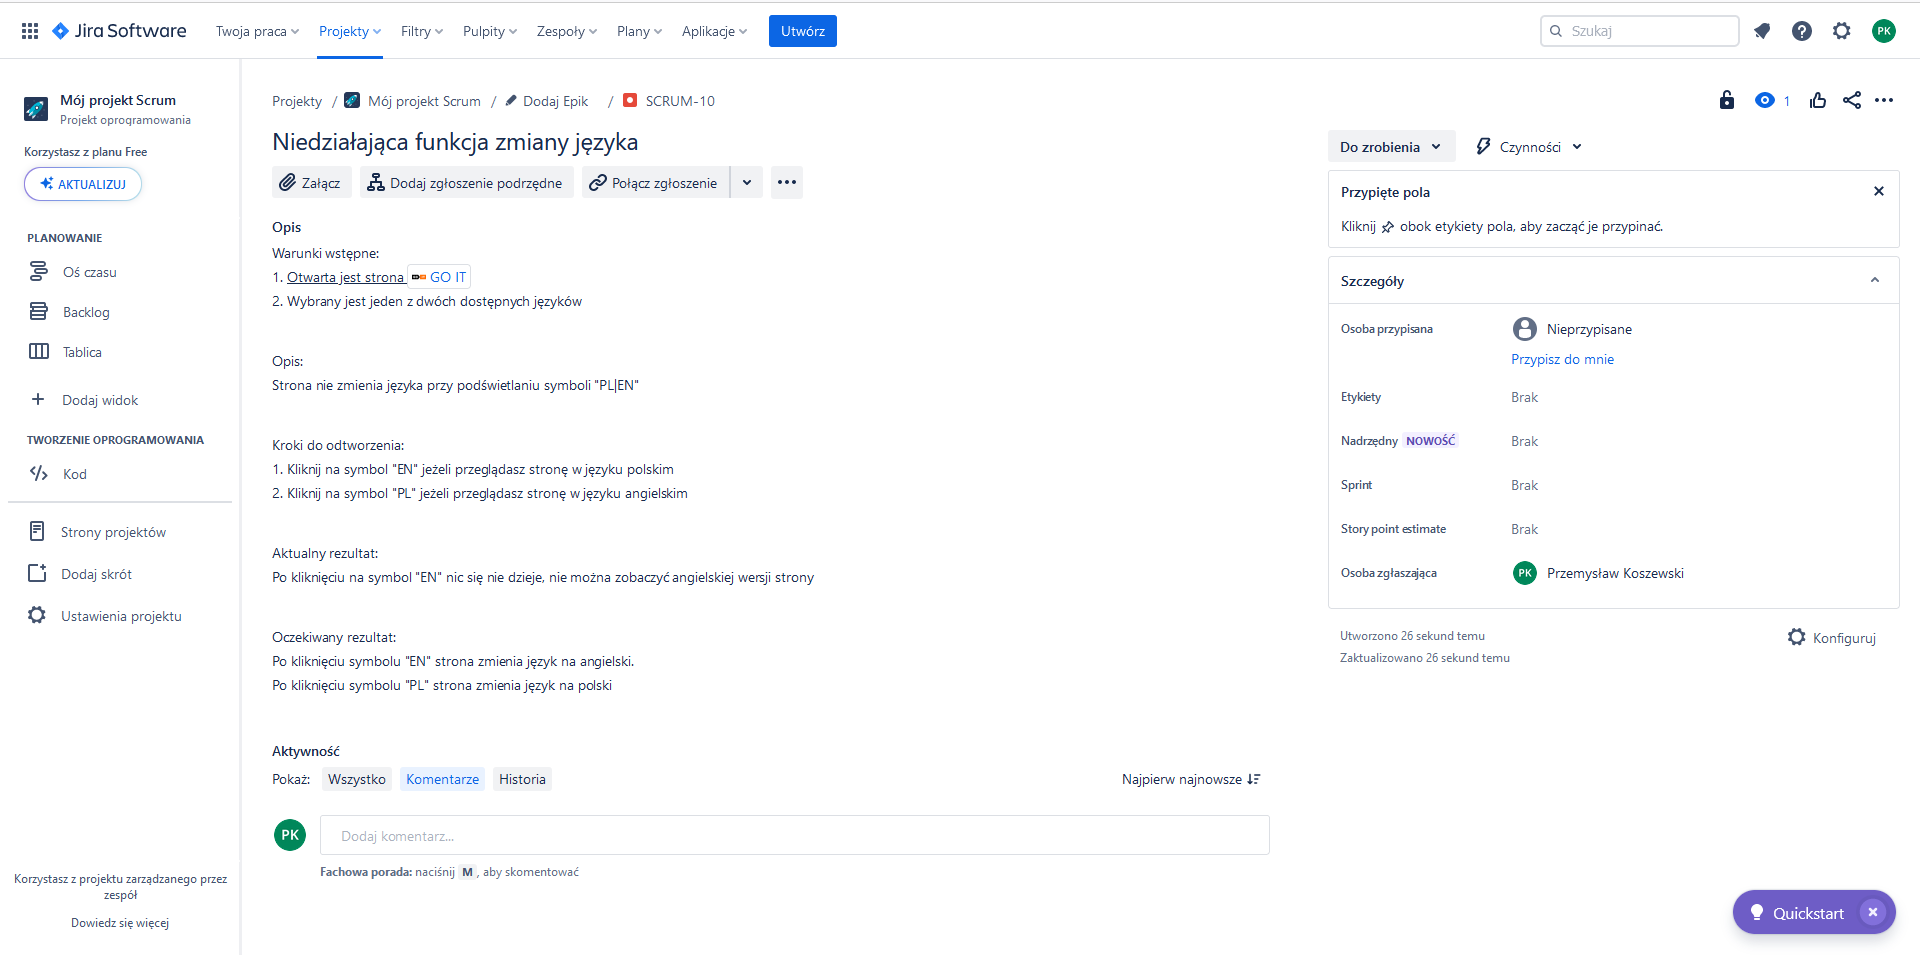 Jira Software
Twoja praca
Projekty
Filtry
Pulpity
Zespoły
Plany
Aplikacje
Utwórz
Szukaj
PK
Mój projekt Scrum
Projekt oprogramowania
Korzystasz z planu Free
AKTUALIZUJ
PLANOWANIE
Oś czasu
Backlog
Tablica
Dodaj widok
TWORZENIE OPROGRAMOWANIA
Kod
Strony projektów
Dodaj skrót
Ustawienia projektu
Korzystasz z projektu zarządzanego przez
zespół
Dowiedz się więcej
Projekty / Mój projekt Scrum / Dodaj Epik / SCRUM-10
1
Niedziałająca funkcja zmiany języka
Załącz
Dodaj zgłoszenie podrzędne
Połącz zgłoszenie
Opis
Warunki wstępne:
1. Otwarta jest strona GO IT
2. Wybrany jest jeden z dwóch dostępnych języków
Opis:
Strona nie zmienia języka przy podświetlaniu symboli "PL|EN"
Kroki do odtworzenia:
1. Kliknij na symbol "EN" jeżeli przeglądasz stronę w języku polskim
2. Kliknij na symbol "PL" jeżeli przeglądasz stronę w języku angielskim
Aktualny rezultat:
Po kliknięciu na symbol "EN" nic się nie dzieje, nie można zobaczyć angielskiej wersji strony
Oczekiwany rezultat:
Po kliknięciu symbolu "EN" strona zmienia język na angielski.
Po kliknięciu symbolu "PL" strona zmienia język na polski
Aktywność
Pokaż: Wszystko Komentarze Historia
Najpierw najnowsze
PK
Dodaj komentarz...
Fachowa porada: naciśnij M, aby skomentować
Do zrobienia
Czynności
Przypięte pola
Kliknij obok etykiety pola, aby zacząć je przypinać.
Szczegóły
Osoba przypisana
Nieprzypisane
Przypisz do mnie
Etykiety
Brak
Nadrzędny NOWOŚĆ
Brak
Sprint
Brak
Story point estimate
Brak
Osoba zgłaszająca
PK
Przemysław Koszewski
Utworzono 26 sekund temu
Zaktualizowano 26 sekund temu
Konfiguruj
Quickstart